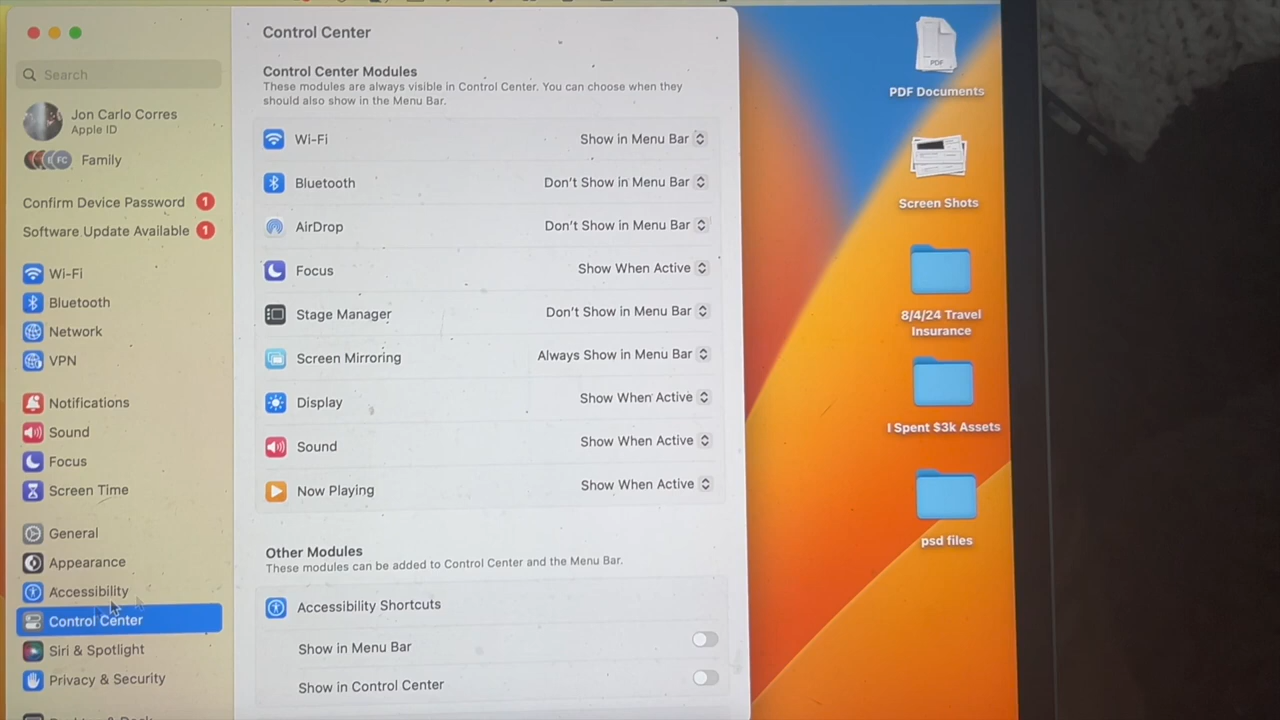 Control Center
Search
Jon Carlo Corres
Apple ID
FC
Family
Confirm Device Password 1
Software Update Available 1
Wi-Fi
Bluetooth
Network
VPN
Notifications
Sound
Focus
Screen Time
General
Appearance
Accessibility
Control Center
Siri & Spotlight
Privacy & Security
Control Center Modules
These modules are always visible in Control Center. You can choose when they
should also show in the Menu Bar.
Wi-Fi Show in Menu Bar
Bluetooth Don't Show in Menu Bar
AirDrop Don't Show in Menu Bar
Focus Show When Active
Stage Manager Don't Show in Menu Bar
Screen Mirroring Always Show in Menu Bar
Display Show When Active
Sound Show When Active
Now Playing Show When Active
Other Modules
These modules can be added to Control Center and the Menu Bar.
Accessibility Shortcuts
Show in Menu Bar
Show in Control Center
PDF
PDF Documents
Screen Shots
8/4/24 Travel
Insurance
I Spent $3k Assets
psd files